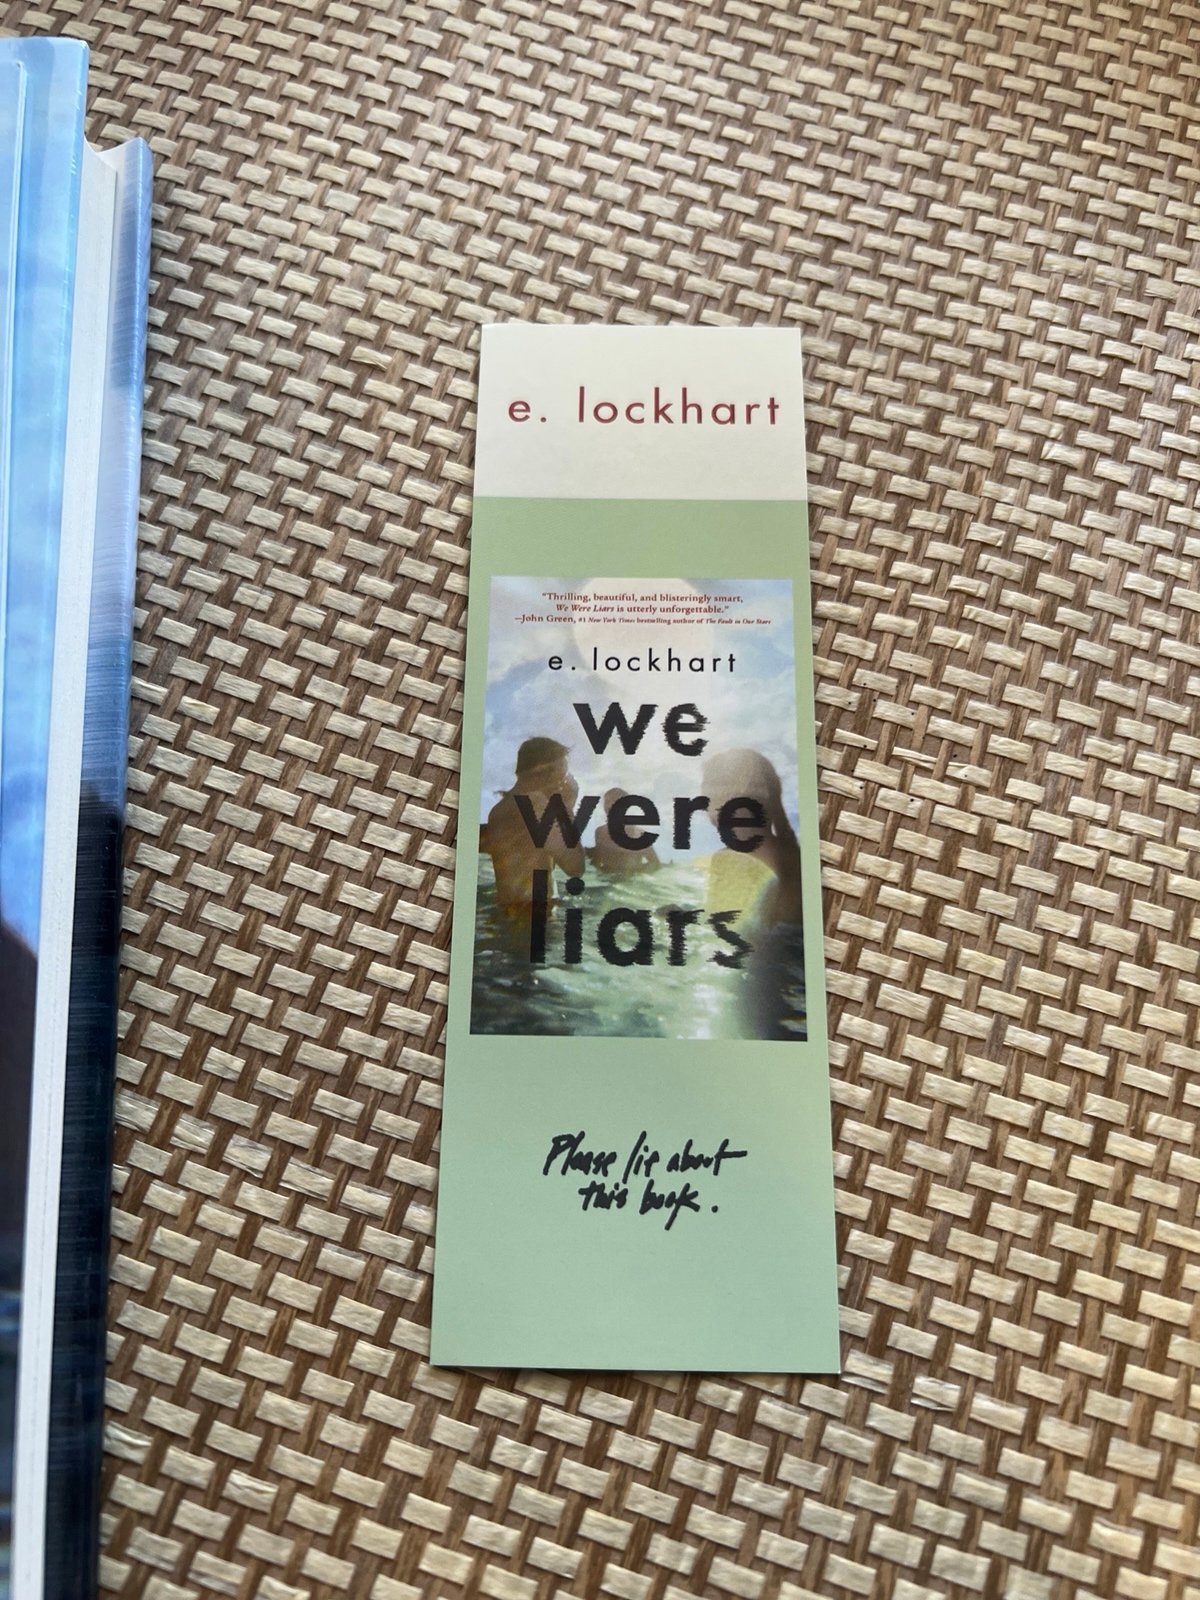 e. lockhart
“Thrilling, beautiful, and blisteringly smart,
We Were Liars is utterly unforgettable.”
—John Green, #1 New York Times bestselling author of The Fault in Our Stars
e. lockhart
we
were
liars
Please lie about
this book.